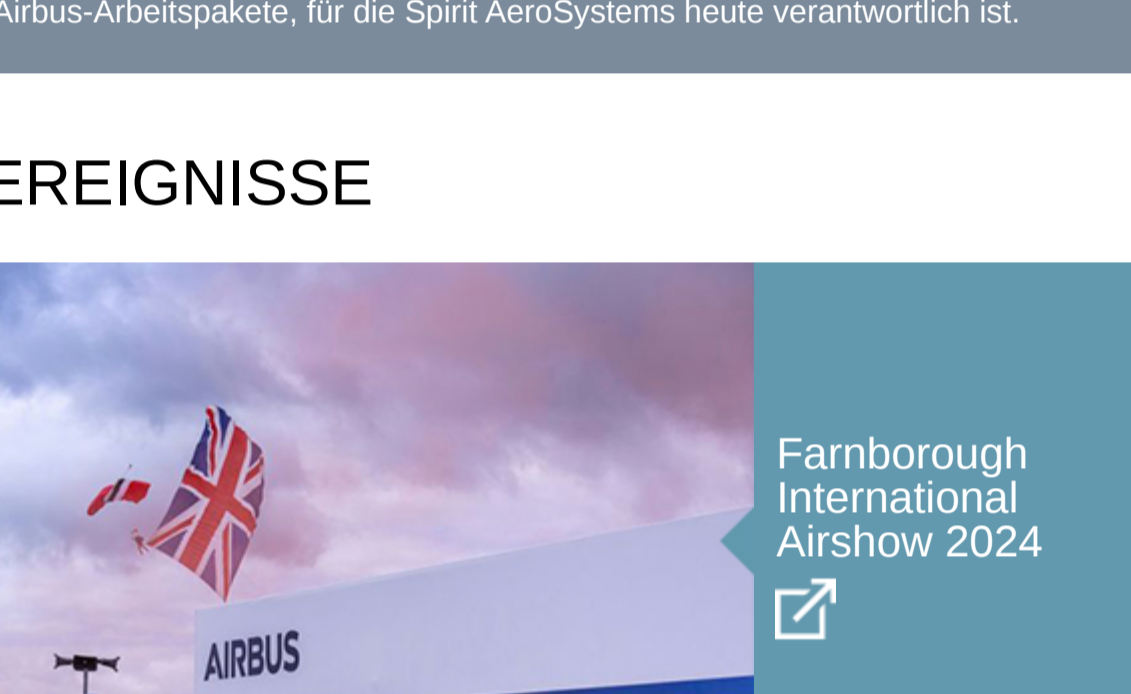 Airbus-Arbeitspakete, für die Spirit AeroSystems heute verantwortlich ist.
EREIGNISSE
Farnborough
International
Airshow 2024
AIRBUS